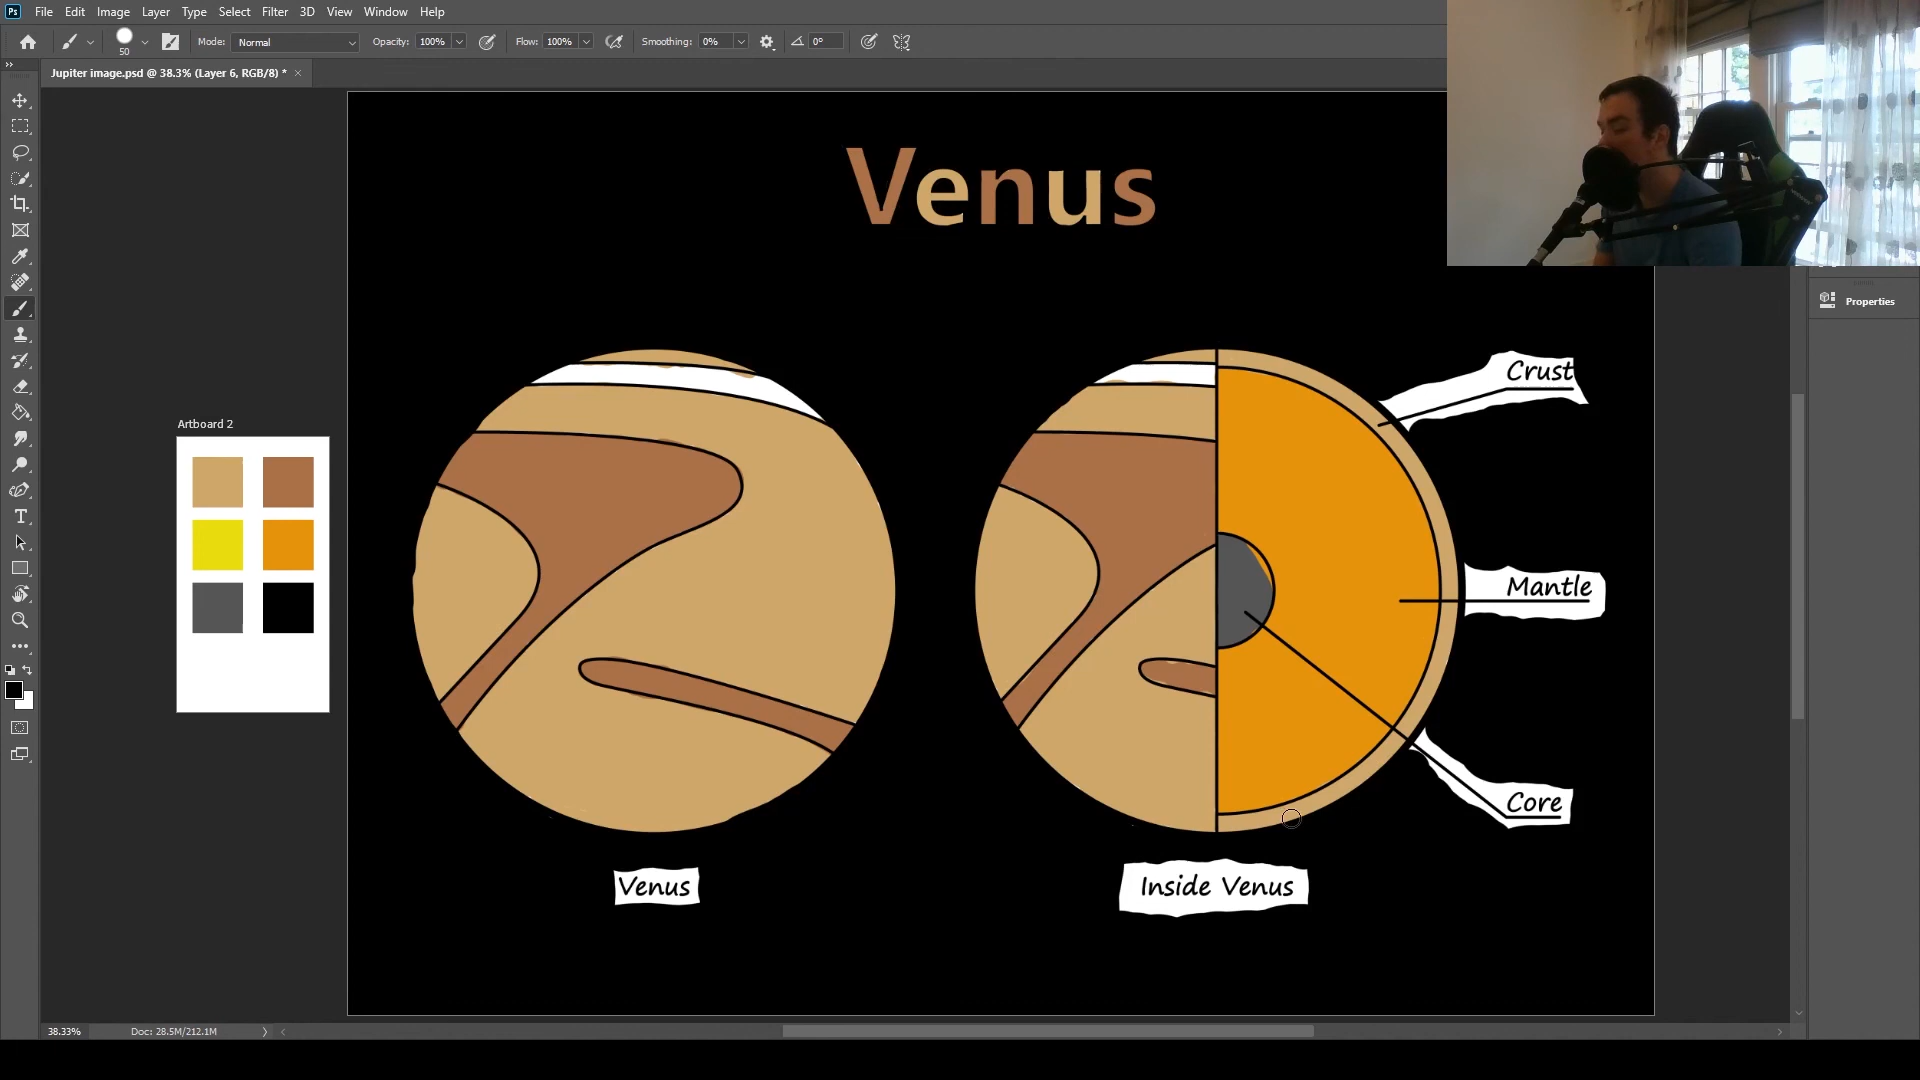 Ps File Edit Image Layer Type Select Filter 3D View Window Help
50 Mode: Normal Opacity: 100% Flow: 100% Smoothing: 0% 0°
Jupiter image.psd @ 38.3% (Layer 6, RGB/8) * ×
Venus
Properties
Crust
Artboard 2
Mantle
Core
Venus
Inside Venus
38.33% Doc: 28.5M/212.1M